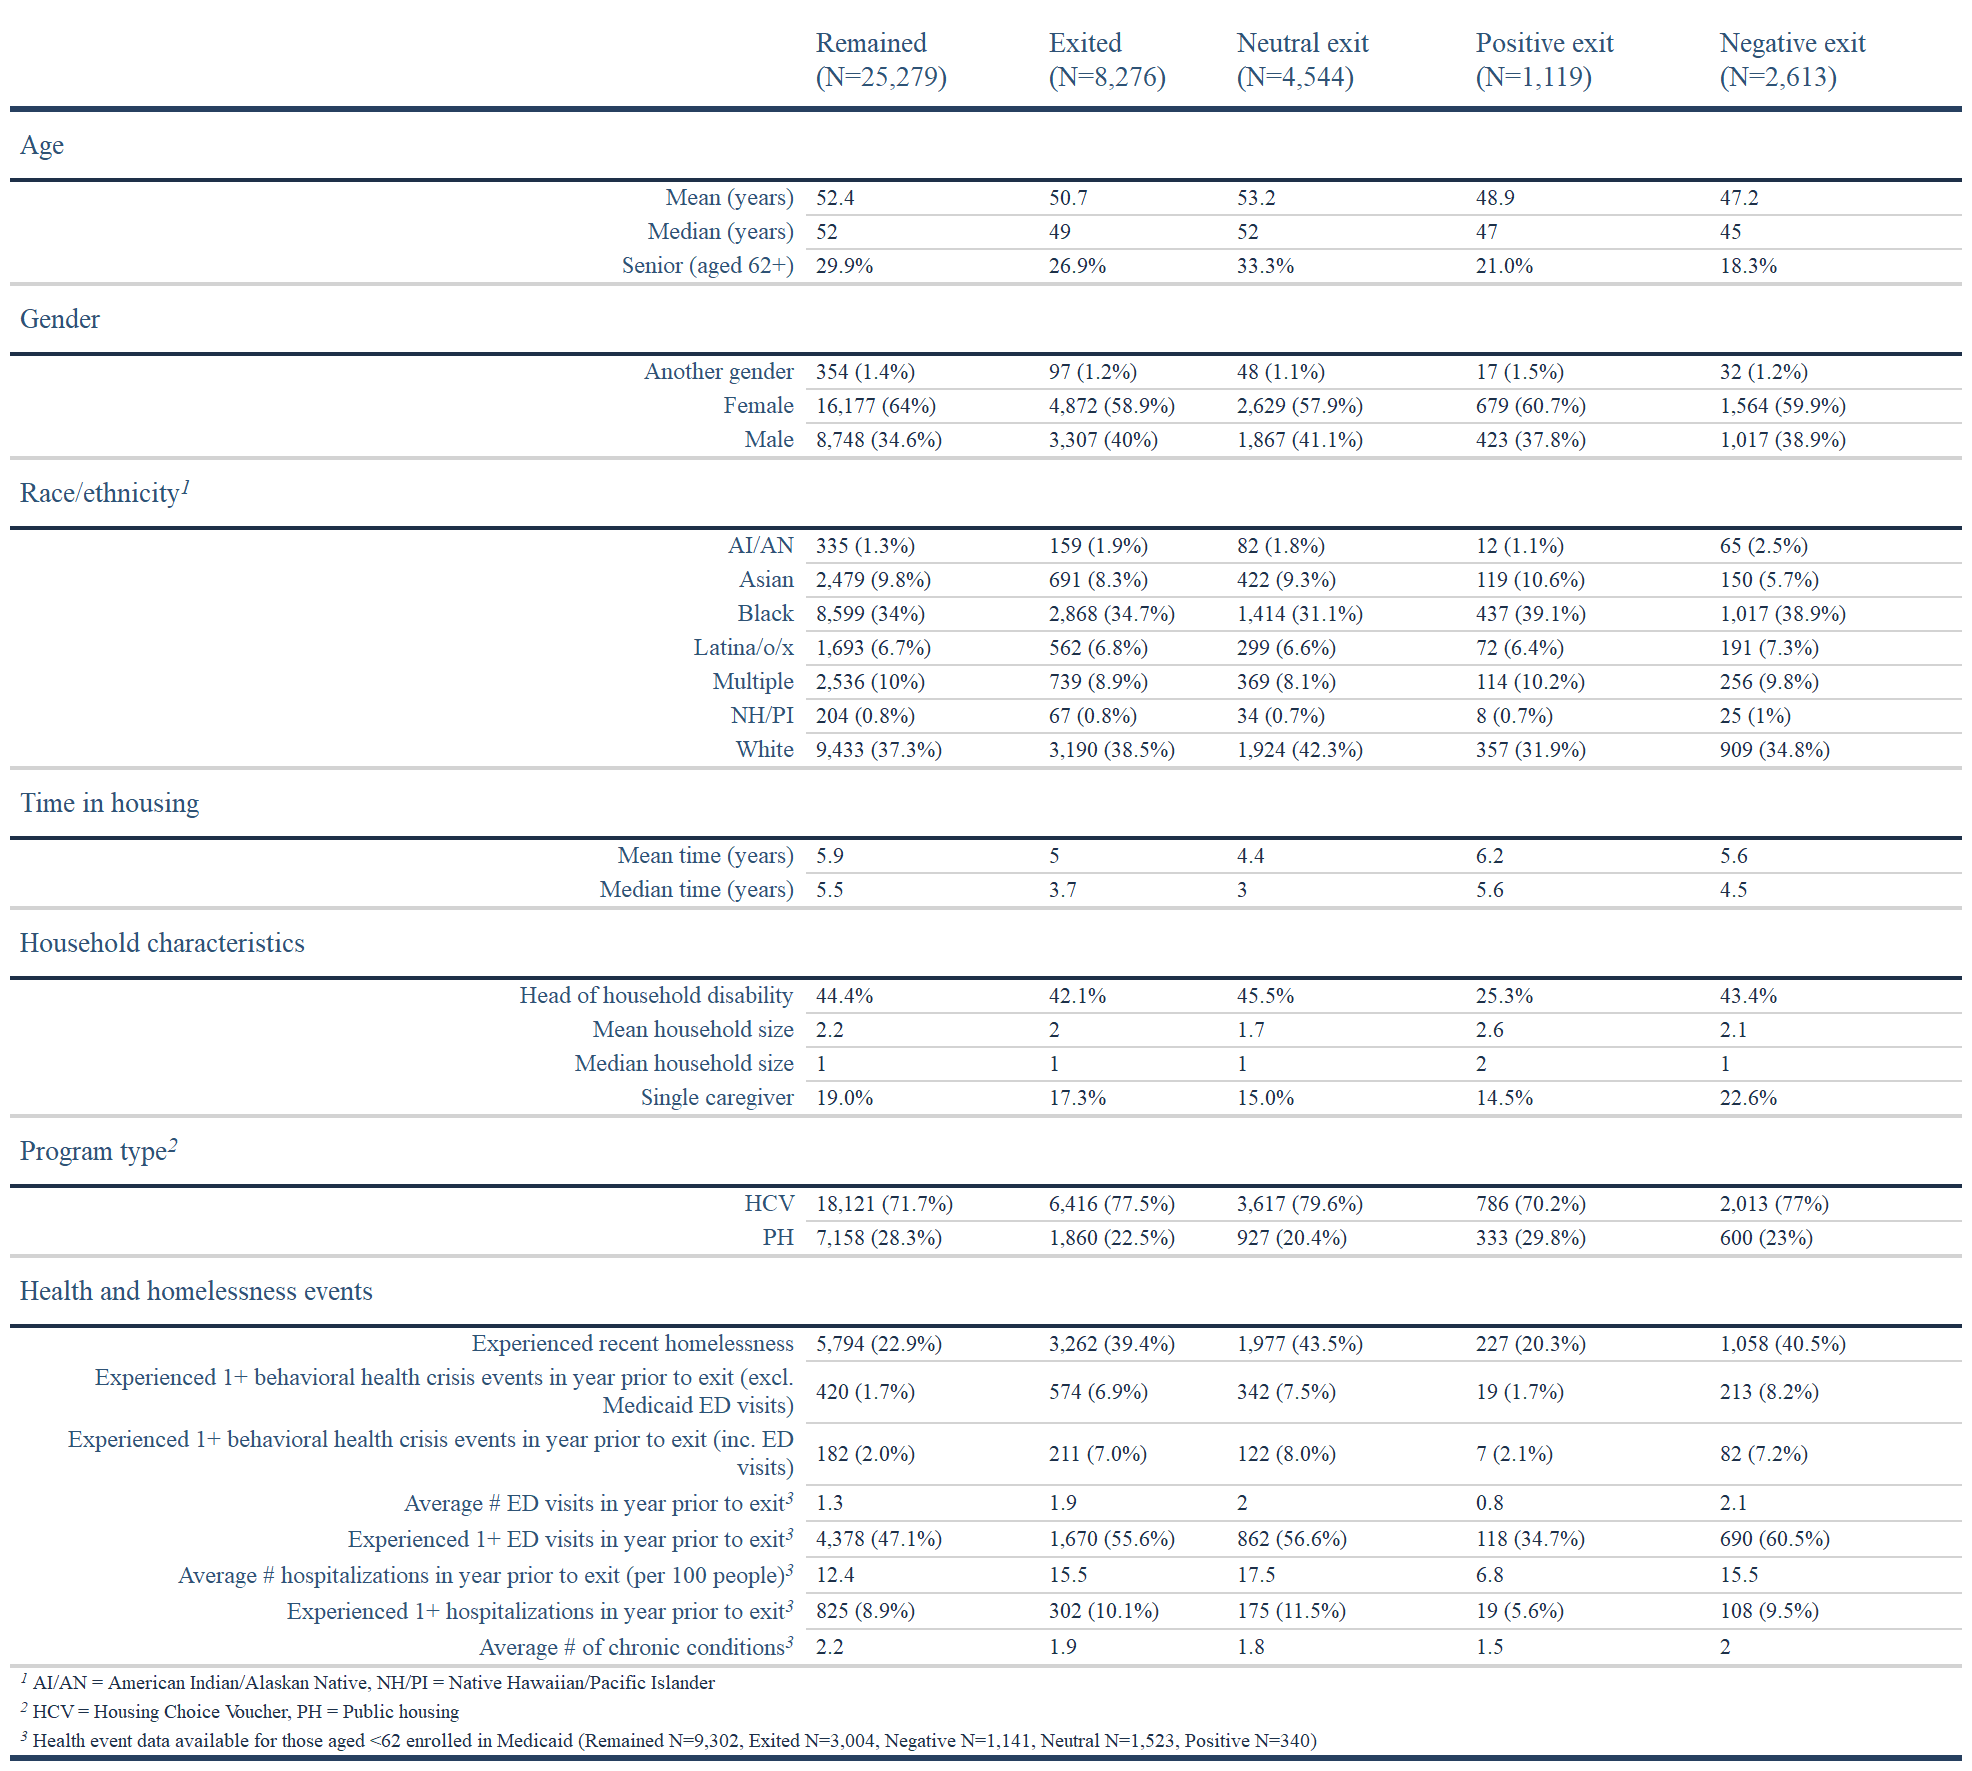 Remained Exited Neutral exit Positive exit Negative exit
(N=25,279) (N=8,276) (N=4,544) (N=1,119) (N=2,613)
Age
Mean (years) 52.4 50.7 53.2 48.9 47.2
Median (years) 52 49 52 47 45
Senior (aged 62+) 29.9% 26.9% 33.3% 21.0% 18.3%
Gender
Another gender 354 (1.4%) 97 (1.2%) 48 (1.1%) 17 (1.5%) 32 (1.2%)
Female 16,177 (64%) 4,872 (58.9%) 2,629 (57.9%) 679 (60.7%) 1,564 (59.9%)
Male 8,748 (34.6%) 3,307 (40%) 1,867 (41.1%) 423 (37.8%) 1,017 (38.9%)
Race/ethnicity1
AI/AN 335 (1.3%) 159 (1.9%) 82 (1.8%) 12 (1.1%) 65 (2.5%)
Asian 2,479 (9.8%) 691 (8.3%) 422 (9.3%) 119 (10.6%) 150 (5.7%)
Black 8,599 (34%) 2,868 (34.7%) 1,414 (31.1%) 437 (39.1%) 1,017 (38.9%)
Latina/o/x 1,693 (6.7%) 562 (6.8%) 299 (6.6%) 72 (6.4%) 191 (7.3%)
Multiple 2,536 (10%) 739 (8.9%) 369 (8.1%) 114 (10.2%) 256 (9.8%)
NH/PI 204 (0.8%) 67 (0.8%) 34 (0.7%) 8 (0.7%) 25 (1%)
White 9,433 (37.3%) 3,190 (38.5%) 1,924 (42.3%) 357 (31.9%) 909 (34.8%)
Time in housing
Mean time (years) 5.9 5 4.4 6.2 5.6
Median time (years) 5.5 3.7 3 5.6 4.5
Household characteristics
Head of household disability 44.4% 42.1% 45.5% 25.3% 43.4%
Mean household size 2.2 2 1.7 2.6 2.1
Median household size 1 1 1 2 1
Single caregiver 19.0% 17.3% 15.0% 14.5% 22.6%
Program type2
HCV 18,121 (71.7%) 6,416 (77.5%) 3,617 (79.6%) 786 (70.2%) 2,013 (77%)
PH 7,158 (28.3%) 1,860 (22.5%) 927 (20.4%) 333 (29.8%) 600 (23%)
Health and homelessness events
Experienced recent homelessness 5,794 (22.9%) 3,262 (39.4%) 1,977 (43.5%) 227 (20.3%) 1,058 (40.5%)
Experienced 1+ behavioral health crisis events in year prior to exit (excl.
Medicaid ED visits) 420 (1.7%) 574 (6.9%) 342 (7.5%) 19 (1.7%) 213 (8.2%)
Experienced 1+ behavioral health crisis events in year prior to exit (inc. ED
visits) 182 (2.0%) 211 (7.0%) 122 (8.0%) 7 (2.1%) 82 (7.2%)
Average # ED visits in year prior to exit3 1.3 1.9 2 0.8 2.1
Experienced 1+ ED visits in year prior to exit3 4,378 (47.1%) 1,670 (55.6%) 862 (56.6%) 118 (34.7%) 690 (60.5%)
Average # hospitalizations in year prior to exit (per 100 people)3 12.4 15.5 17.5 6.8 15.5
Experienced 1+ hospitalizations in year prior to exit3 825 (8.9%) 302 (10.1%) 175 (11.5%) 19 (5.6%) 108 (9.5%)
Average # of chronic conditions3 2.2 1.9 1.8 1.5 2
1 AI/AN = American Indian/Alaskan Native, NH/PI = Native Hawaiian/Pacific Islander
2 HCV = Housing Choice Voucher, PH = Public housing
3 Health event data available for those aged <62 enrolled in Medicaid (Remained N=9,302, Exited N=3,004, Negative N=1,141, Neutral N=1,523, Positive N=340)